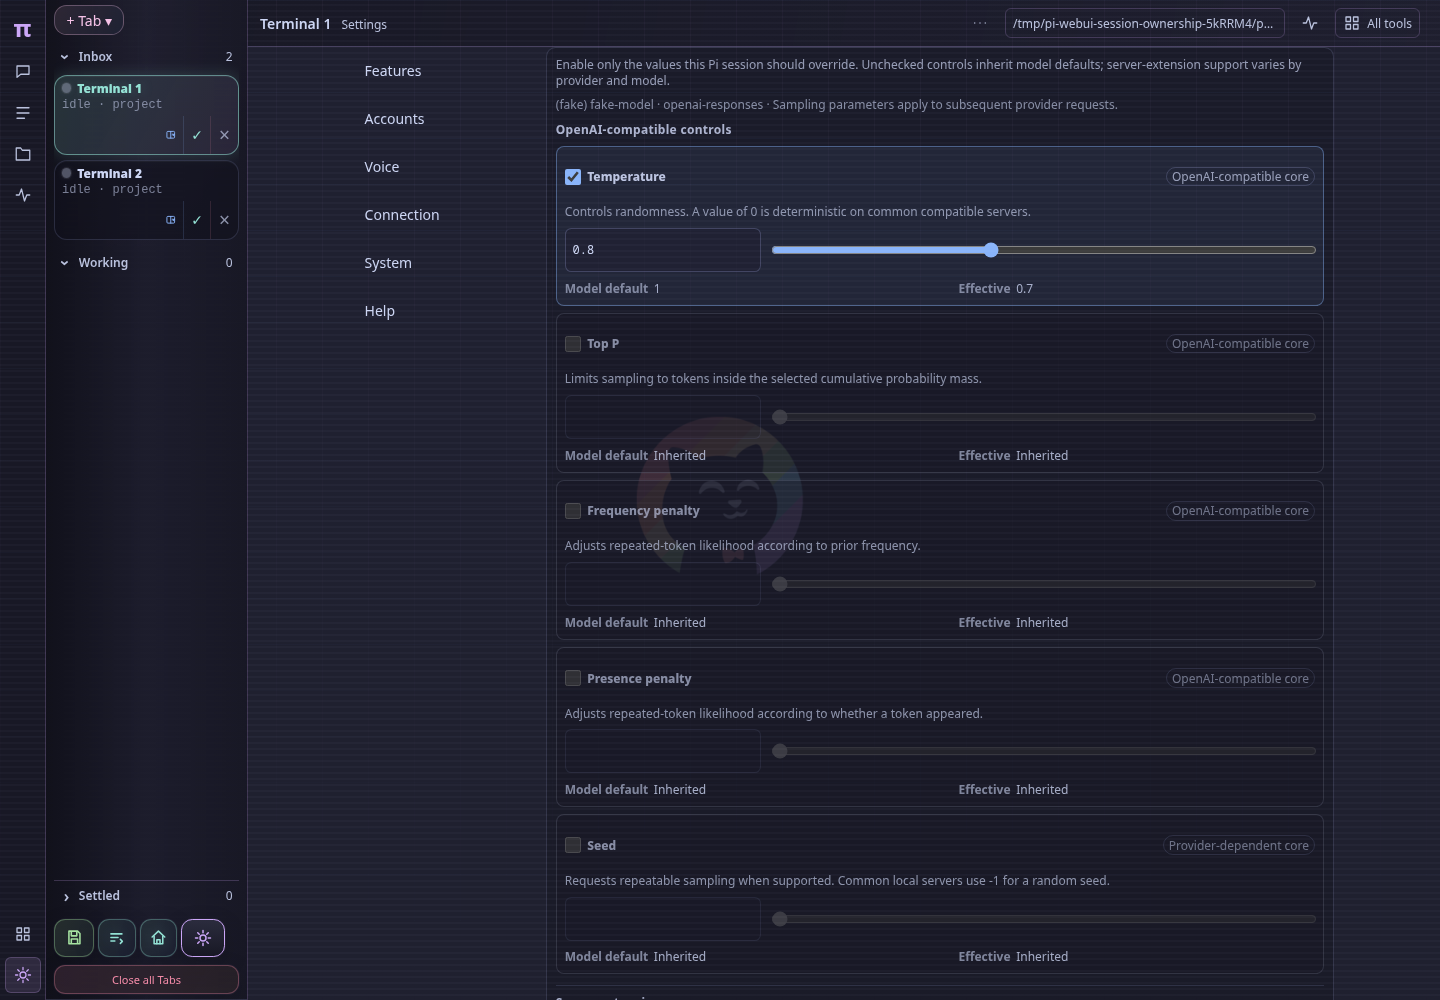 π
+ Tab ▾
Inbox 2
Terminal 1
idle · project
✓ ×
Terminal 2
idle · project
✓ ×
Working 0
Settled 0
Close all Tabs
Terminal 1 Settings
··· /tmp/pi-webui-session-ownership-5kRRM4/p... All tools
Features
Accounts
Voice
Connection
System
Help
Enable only the values this Pi session should override. Unchecked controls inherit model defaults; server-extension support varies by
provider and model.
(fake) fake-model · openai-responses · Sampling parameters apply to subsequent provider requests.
OpenAI-compatible controls
Temperature OpenAI-compatible core
Controls randomness. A value of 0 is deterministic on common compatible servers.
0.8
Model default 1 Effective 0.7
Top P OpenAI-compatible core
Limits sampling to tokens inside the selected cumulative probability mass.
Model default Inherited Effective Inherited
Frequency penalty OpenAI-compatible core
Adjusts repeated-token likelihood according to prior frequency.
Model default Inherited Effective Inherited
Presence penalty OpenAI-compatible core
Adjusts repeated-token likelihood according to whether a token appeared.
Model default Inherited Effective Inherited
Seed Provider-dependent core
Requests repeatable sampling when supported. Common local servers use -1 for a random seed.
Model default Inherited Effective Inherited